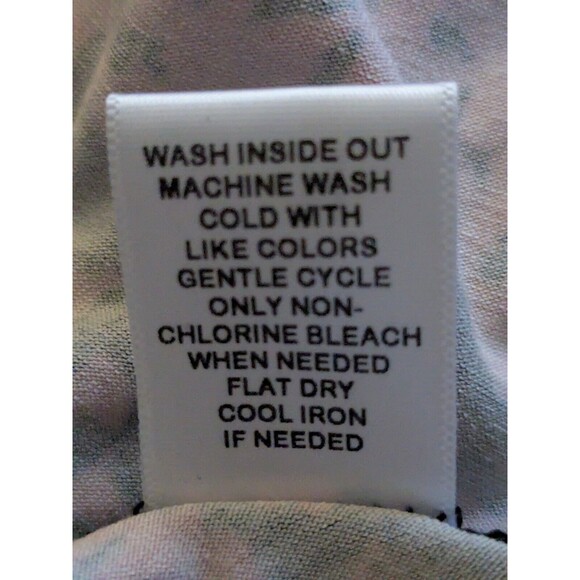 WASH INSIDE OUT
MACHINE WASH
COLD WITH
LIKE COLORS
GENTLE CYCLE
ONLY NON-
CHLORINE BLEACH
WHEN NEEDED
FLAT DRY
COOL IRON
IF NEEDED